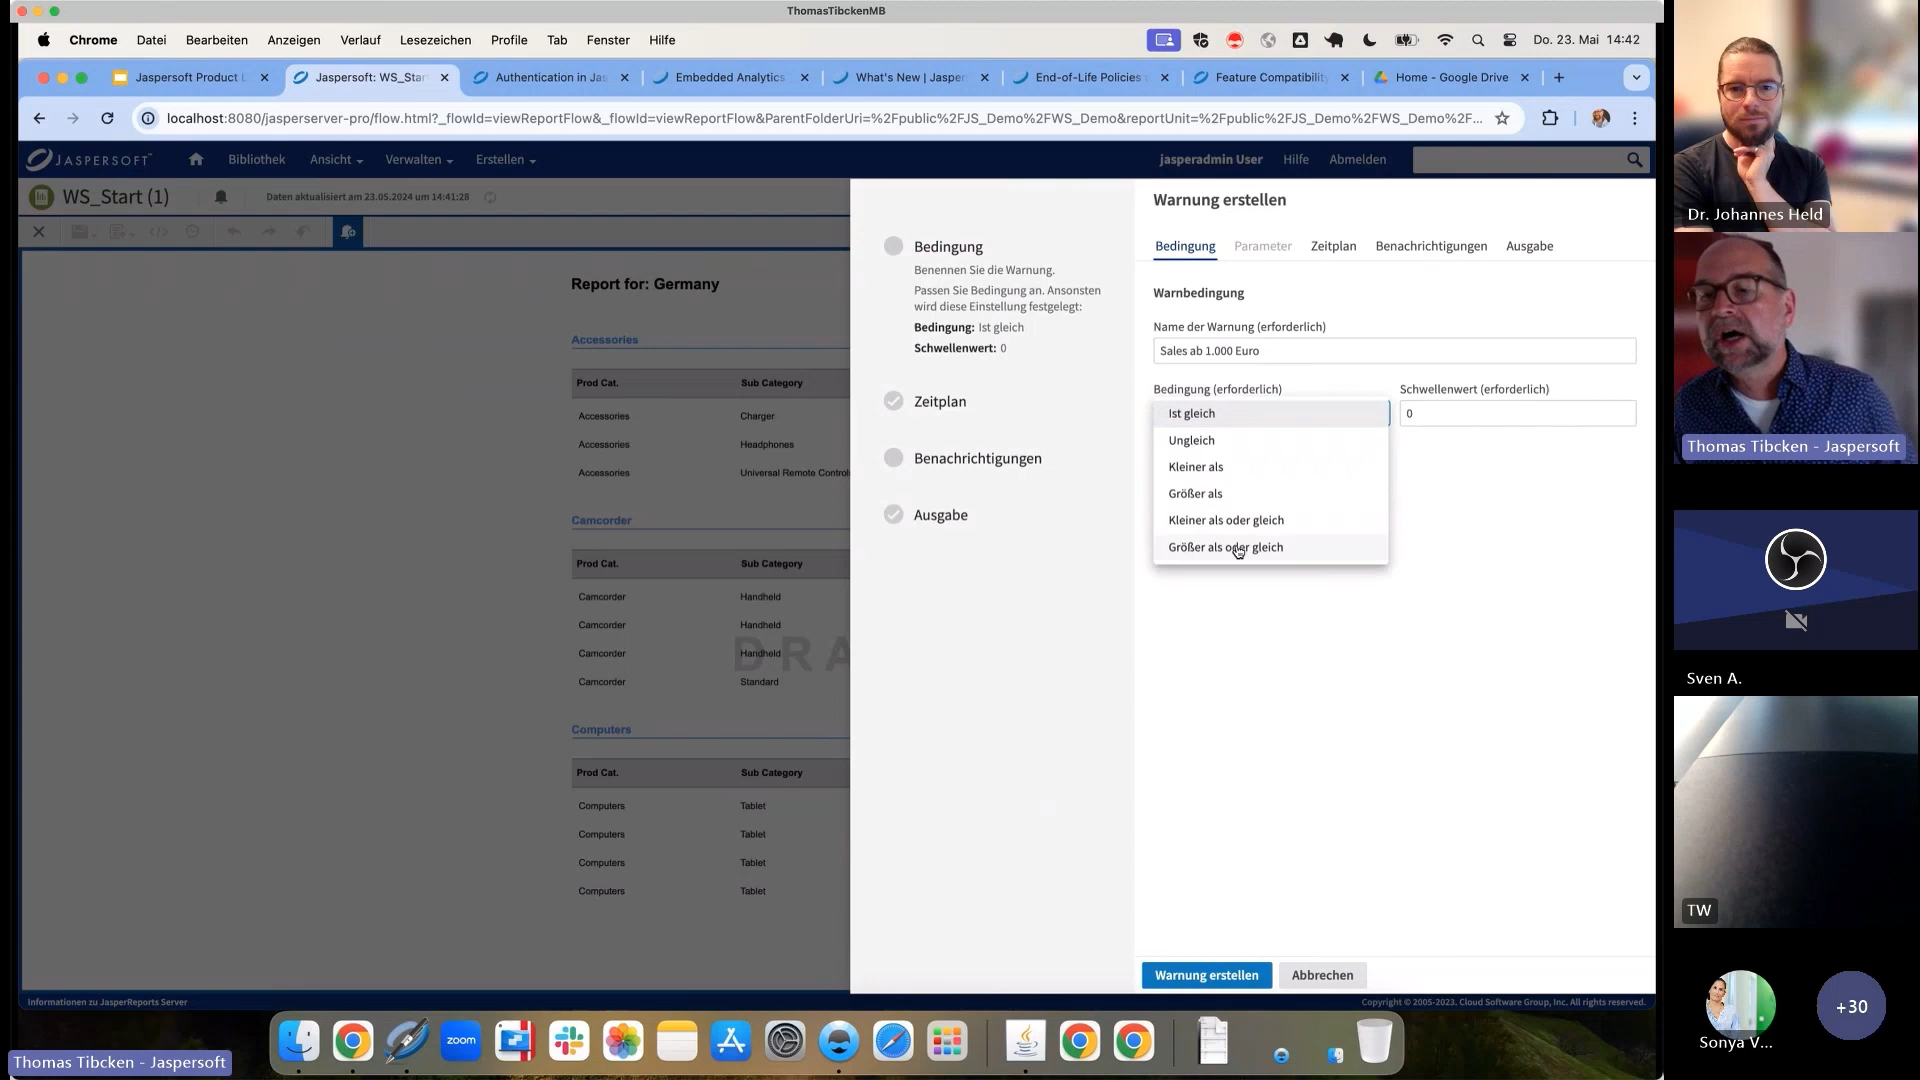 ThomasTibckenMB
Chrome Datei Bearbeiten Anzeigen Verlauf Lesezeichen Profile Tab Fenster Hilfe Do. 23. Mai 14:42
Jaspersoft Product Jaspersoft: WS_Star Authentication in Jas Embedded Analytics What's New | Jasper End-of-Life Policies Feature Compatibility Home - Google Drive
localhost:8080/jasperserver-pro/flow.html?_flowId=viewReportFlow&_flowId=viewReportFlow&ParentFolderUri=%2Fpublic%2FJS_Demo%2FWS_Demo&reportUnit=%2Fpublic%2FJS_Demo%2FWS_Demo%2F...
JASPERSOFT Bibliothek Ansicht Verwalten Erstellen jasperadmin User Hilfe Abmelden
WS_Start (1) Daten aktualisiert am 23.05.2024 um 14:41:28
Report for: Germany
Accessories
Prod Cat. Sub Category
Accessories Charger
Accessories Headphones
Accessories Universal Remote Control
Camcorder
Prod Cat. Sub Category
Camcorder Handheld
Camcorder Handheld
Camcorder Handheld
Camcorder Standard
DRA
Computers
Prod Cat. Sub Category
Computers Tablet
Computers Tablet
Computers Tablet
Computers Tablet
Bedingung
Benennen Sie die Warnung.
Passen Sie Bedingung an. Ansonsten
wird diese Einstellung festgelegt:
Bedingung: Ist gleich
Schwellenwert: 0
Zeitplan
Benachrichtigungen
Ausgabe
Warnung erstellen
Bedingung Parameter Zeitplan Benachrichtigungen Ausgabe
Warnbedingung
Name der Warnung (erforderlich)
Sales ab 1.000 Euro
Bedingung (erforderlich) Schwellenwert (erforderlich)
Ist gleich 0
Ungleich
Kleiner als
Größer als
Kleiner als oder gleich
Größer als oder gleich
Warnung erstellen Abbrechen
Informationen zu JasperReports Server Copyright © 2005-2023. Cloud Software Group, Inc. All rights reserved.
zoom
Thomas Tibcken - Jaspersoft
Dr. Johannes Held
Thomas Tibcken - Jaspersoft
Sven A.
TW
Sonya V...
+30